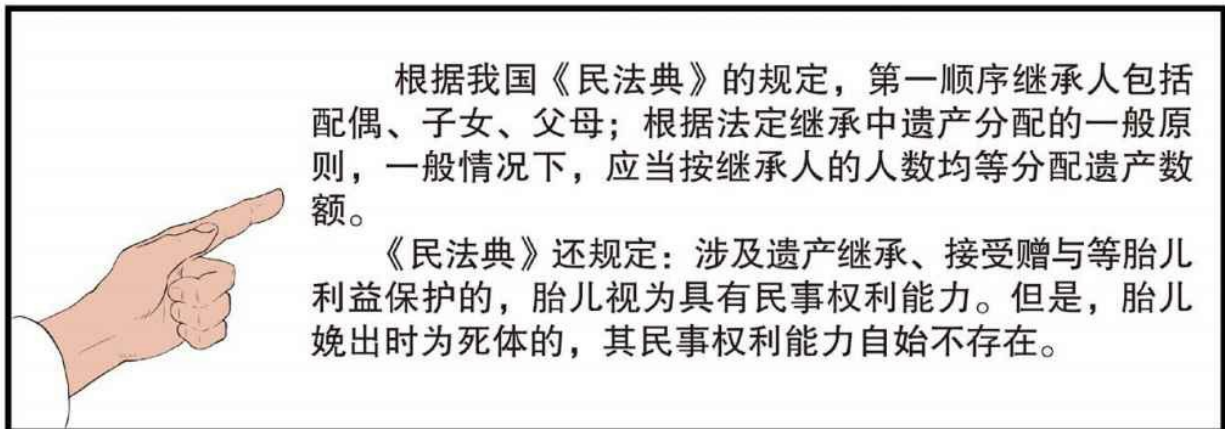 根据我国《民法典》的规定，第一顺序继承人包括
配偶、子女、父母；根据法定继承中遗产分配的一般原
则，一般情况下，应当按继承人的人数均等分配遗产数
额。
《民法典》还规定：涉及遗产继承、接受赠与等胎儿
利益保护的，胎儿视为具有民事权利能力。但是，胎儿
娩出时为死体的，其民事权利能力自始不存在。